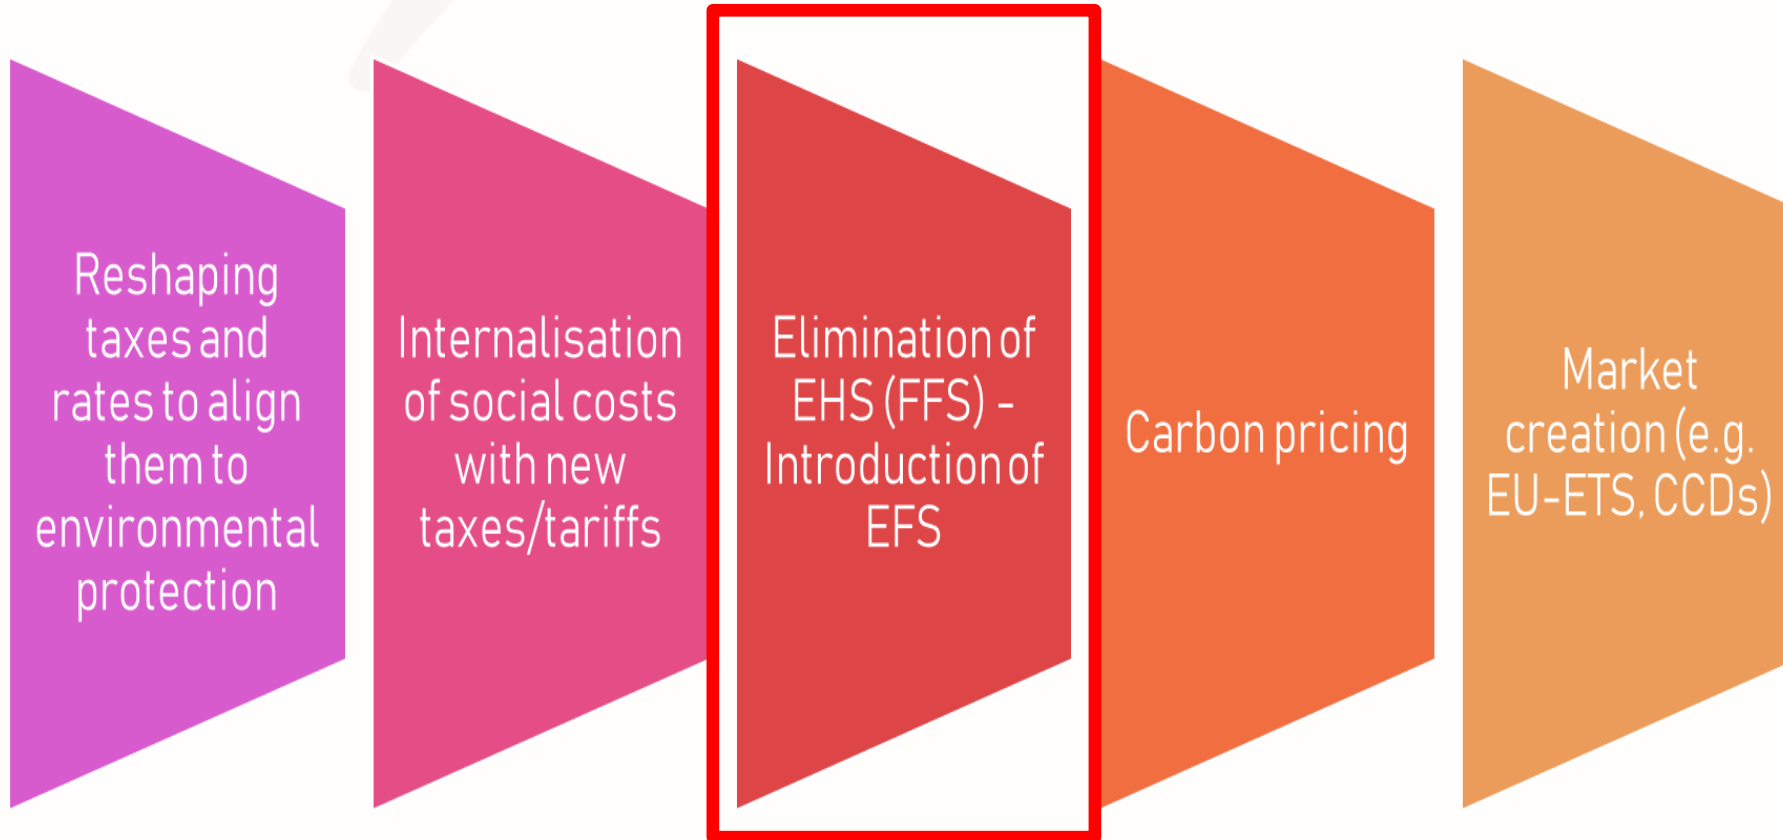 Reshaping
taxes and
rates to align
them to
environmental
protection
Internalisation
of social costs
with new
taxes/tariffs
Elimination of
EHS (FFS) –
Introduction of
EFS
Carbon pricing
Market
creation (e.g.
EU-ETS, CCDs)